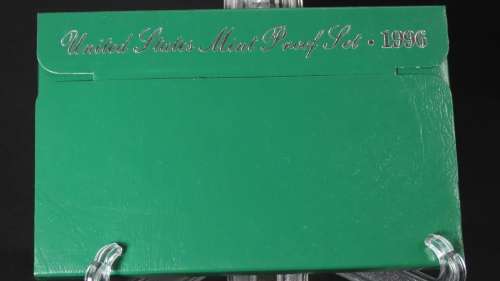 United States Mint Proof Set · 1996